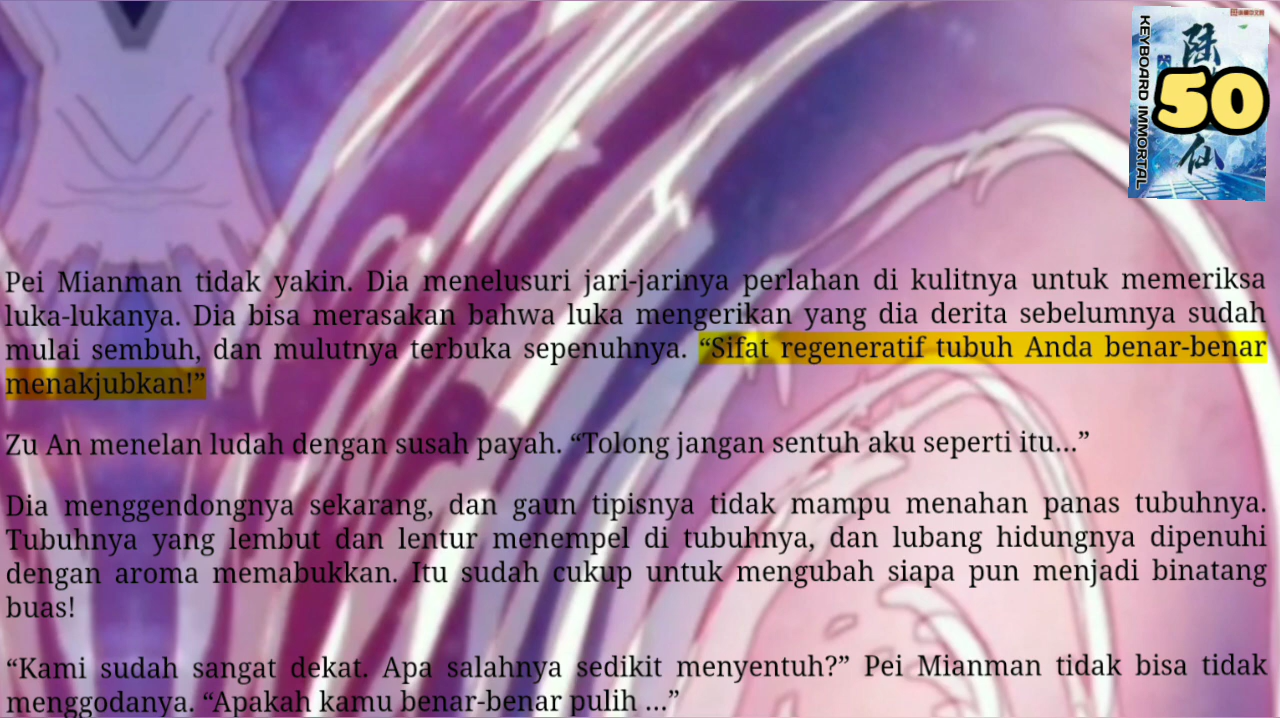 陆
仙
KEYBOARD IMMORTAL
50
Pei Mianman tidak yakin. Dia menelusuri jari-jarinya perlahan di kulitnya untuk memeriksa
luka-lukanya. Dia bisa merasakan bahwa luka mengerikan yang dia derita sebelumnya sudah
mulai sembuh, dan mulutnya terbuka sepenuhnya. “Sifat regeneratif tubuh Anda benar-benar
menakjubkan!”
Zu An menelan ludah dengan susah payah. “Tolong jangan sentuh aku seperti itu...”
Dia menggendongnya sekarang, dan gaun tipisnya tidak mampu menahan panas tubuhnya.
Tubuhnya yang lembut dan lentur menempel di tubuhnya, dan lubang hidungnya dipenuhi
dengan aroma memabukkan. Itu sudah cukup untuk mengubah siapa pun menjadi binatang
buas!
“Kami sudah sangat dekat. Apa salahnya sedikit menyentuh?” Pei Mianman tidak bisa tidak
menggodanya. “Apakah kamu benar-benar pulih ...”